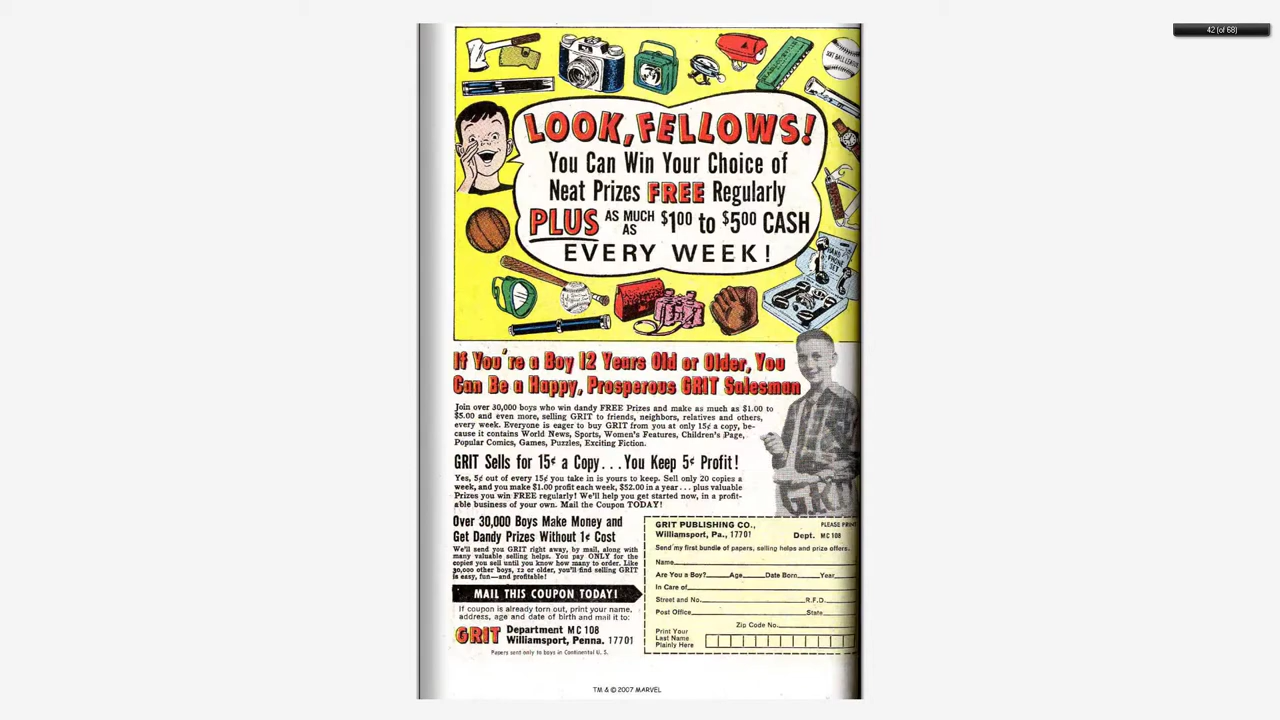 42 (of 68)
LOOK, FELLOWS!
You Can Win Your Choice of
Neat Prizes FREE Regularly
PLUS AS MUCH AS $1.00 to $5.00 CASH
EVERY WEEK!
If You're a Boy 12 Years Old or Older, You
Can Be a Happy, Prosperous GRIT Salesman
Join over 30,000 boys who win dandy FREE Prizes and make as much as $1.00 to
$5.00 and even more, selling GRIT to friends, neighbors, relatives and others,
every week. Everyone is eager to buy GRIT from you at only 15¢ a copy, be-
cause it contains World News, Sports, Women's Features, Children's Page,
Popular Comics, Games, Puzzles, Exciting Fiction.
GRIT Sells for 15¢ a Copy...You Keep 5¢ Profit!
Yes, 5¢ out of every 15¢ you take in is yours to keep. Sell only 20 copies a
week, and you make $1.00 profit each week, $52.00 in a year... plus valuable
Prizes you win FREE regularly! We'll help you get started now, in a profit-
able business of your own. Mail the Coupon TODAY!
Over 30,000 Boys Make Money and
Get Dandy Prizes Without 1¢ Cost
We'll send you GRIT right away, by mail, along with
many valuable selling helps. You pay ONLY for the
copies you sell until you know how many to order. Like
30,000 other boys, 12 or older, you'll find selling GRIT
is easy, fun—and profitable!
MAIL THIS COUPON TODAY!
If coupon is already torn out, print your name,
address, age and date of birth and mail it to:
GRIT Department MC 108
Williamsport, Penna. 17701
Papers sent only to boys in Continental U. S.
GRIT PUBLISHING CO., PLEASE PRINT
Williamsport, Pa., 17701 Dept. MC 108
Send my first bundle of papers, selling helps and prize offers.
Name
Are You a Boy? Age Date Born Year
In Care of
Street and No. R.F.D.
Post Office State
Zip Code No.
Print Your
Last Name
Plainly Here
TM & © 2007 MARVEL